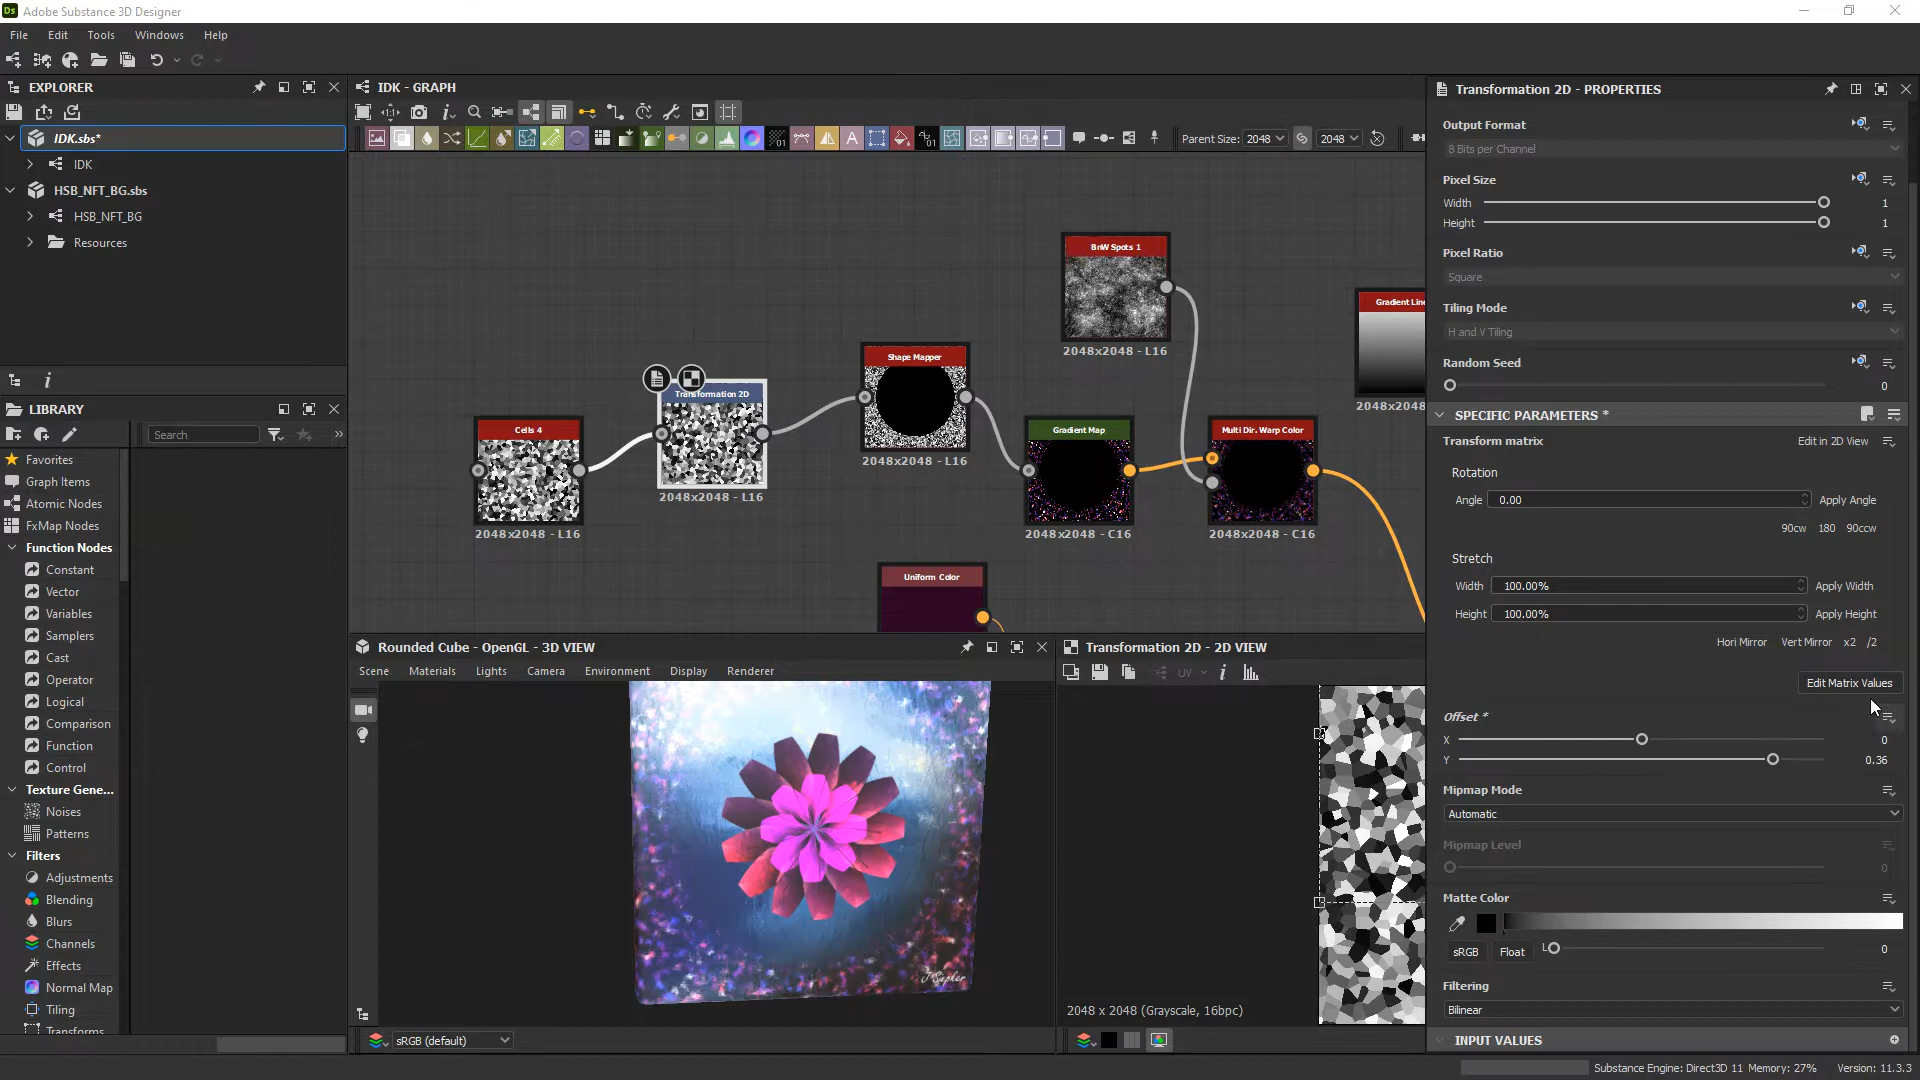 Ds Adobe Substance 3D Designer
File Edit Tools Windows Help
EXPLORER
IDK.sbs*
IDK
HSB_NFT_BG.sbs
HSB_NFT_BG
Resources
LIBRARY
Search
Favorites
Graph Items
Atomic Nodes
FxMap Nodes
Function Nodes
Constant
Vector
Variables
Samplers
Cast
Operator
Logical
Comparison
Function
Control
Texture Gene...
Noises
Patterns
Filters
Adjustments
Blending
Blurs
Channels
Effects
Normal Map
Tiling
Transforms
IDK - GRAPH
Parent Size: 2048 2048
BnW Spots 1
2048x2048 - L16
Gradient Line
2048x2048
Shape Mapper
2048x2048 - L16
Transformation 2D
2048x2048 - L16
Cells 4
2048x2048 - L16
Gradient Map
2048x2048 - C16
Multi Dir. Warp Color
2048x2048 - C16
Uniform Color
Rounded Cube - OpenGL - 3D VIEW
Scene Materials Lights Camera Environment Display Renderer
sRGB (default)
Transformation 2D - 2D VIEW
UV
2048 x 2048 (Grayscale, 16bpc)
Transformation 2D - PROPERTIES
Output Format
8 Bits per Channel
Pixel Size
Width 1
Height 1
Pixel Ratio
Square
Tiling Mode
H and V Tiling
Random Seed
0
SPECIFIC PARAMETERS *
Transform matrix Edit in 2D View
Rotation
Angle 0.00 Apply Angle
90cw 180 90ccw
Stretch
Width 100.00% Apply Width
Height 100.00% Apply Height
Hori Mirror Vert Mirror x2 /2
Edit Matrix Values
Offset *
X 0
Y 0.36
Mipmap Mode
Automatic
Mipmap Level
0
Matte Color
sRGB Float L 0
Filtering
Bilinear
INPUT VALUES
Substance Engine: Direct3D 11 Memory: 27% Version: 11.3.3